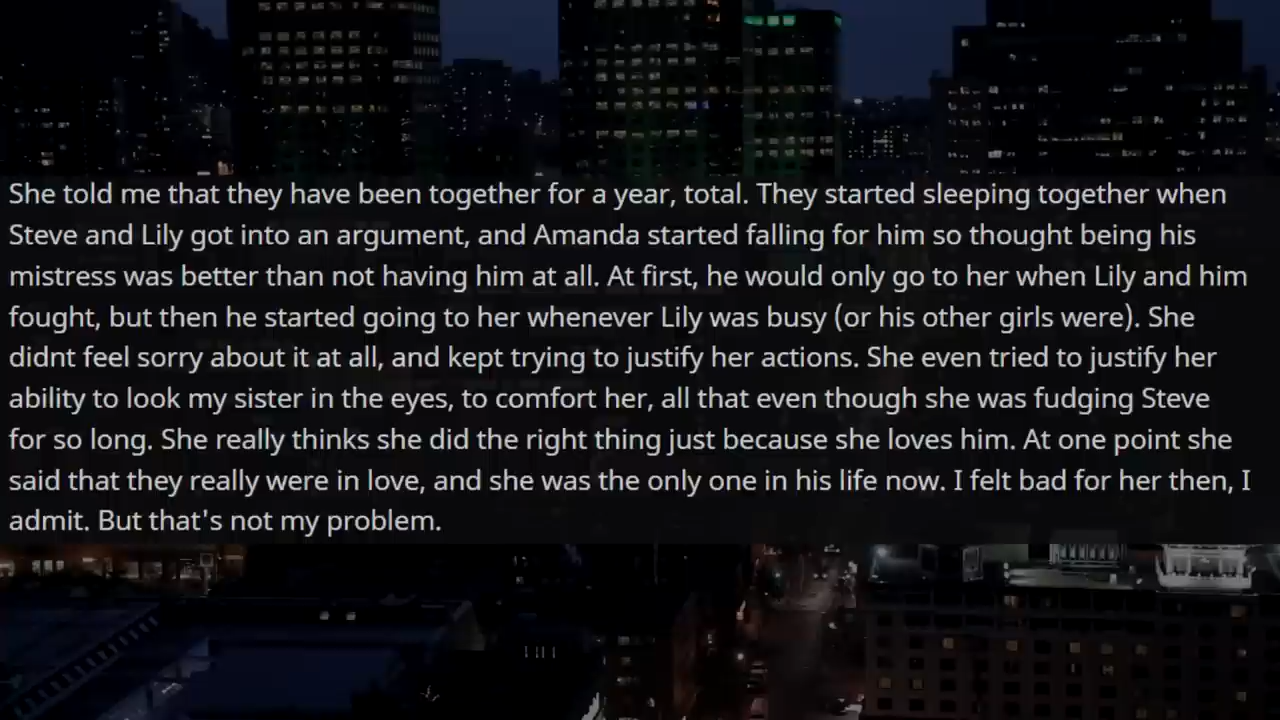 She told me that they have been together for a year, total. They started sleeping together when
Steve and Lily got into an argument, and Amanda started falling for him so thought being his
mistress was better than not having him at all. At first, he would only go to her when Lily and him
fought, but then he started going to her whenever Lily was busy (or his other girls were). She
didnt feel sorry about it at all, and kept trying to justify her actions. She even tried to justify her
ability to look my sister in the eyes, to comfort her, all that even though she was fudging Steve
for so long. She really thinks she did the right thing just because she loves him. At one point she
said that they really were in love, and she was the only one in his life now. I felt bad for her then, I
admit. But that's not my problem.